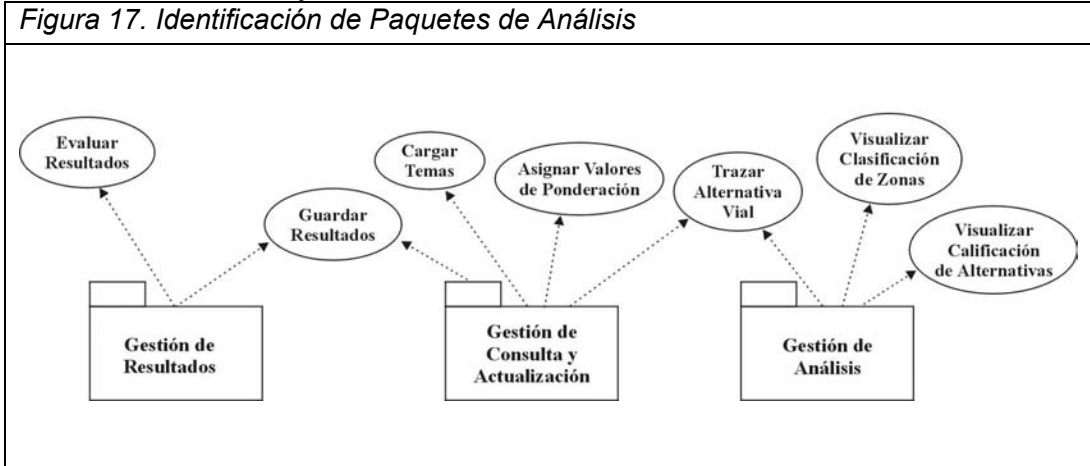 Figura 17. Identificación de Paquetes de Análisis
Evaluar
Resultados
Guardar
Resultados
Cargar
Temas
Asignar Valores
de Ponderación
Trazar
Alternativa
Vial
Visualizar
Clasificación
de Zonas
Visualizar
Calificación
de Alternativas
Gestión de
Resultados
Gestión de
Consulta y
Actualización
Gestión de
Análisis